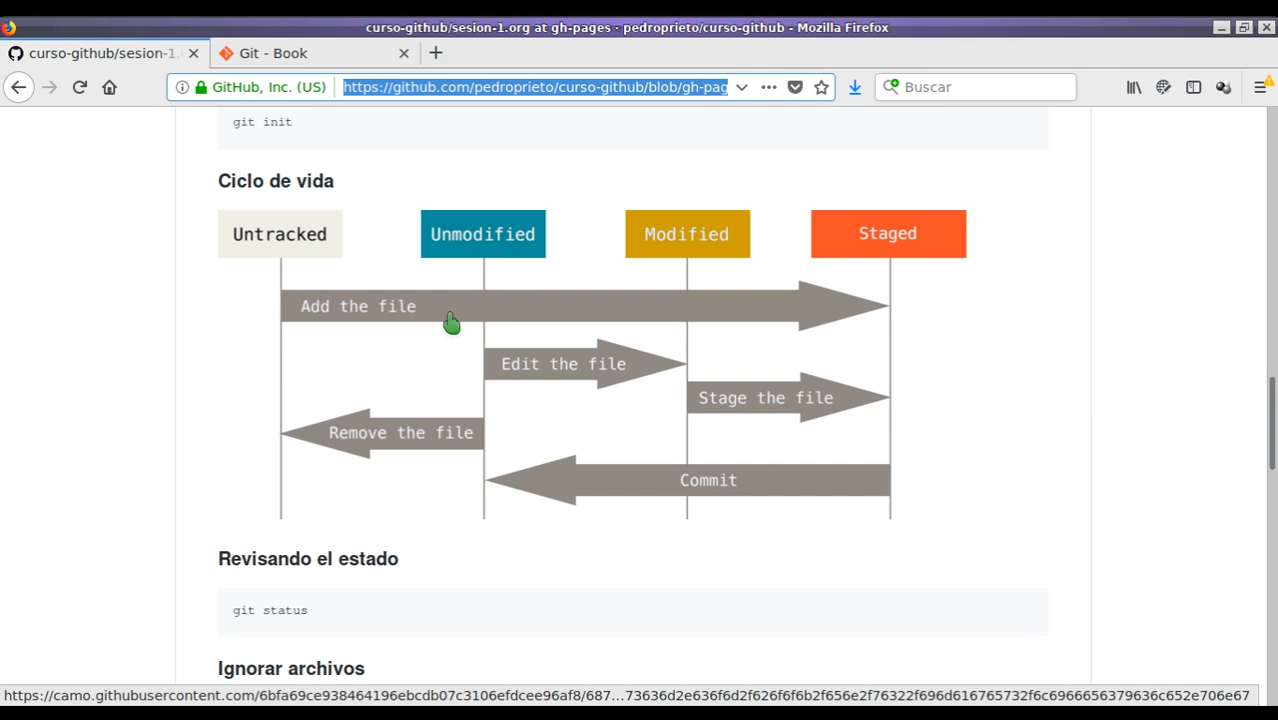 curso-github/sesion-1.org at gh-pages · pedroprieto/curso-github - Mozilla Firefox
curso-github/sesion-1.
Git - Book
GitHub, Inc. (US)
https://github.com/pedroprieto/curso-github/blob/gh-pag
Buscar
git init
Ciclo de vida
Untracked
Unmodified
Modified
Staged
Add the file
Edit the file
Stage the file
Remove the file
Commit
Revisando el estado
git status
Ignorar archivos
https://camo.githubusercontent.com/6bfa69ce938464196ebcdb07c3106efdcee96af8/687…73636d2e636f6d2f626f6f6b2f656e2f76322f696d616765732f6c6966656379636c652e706e67